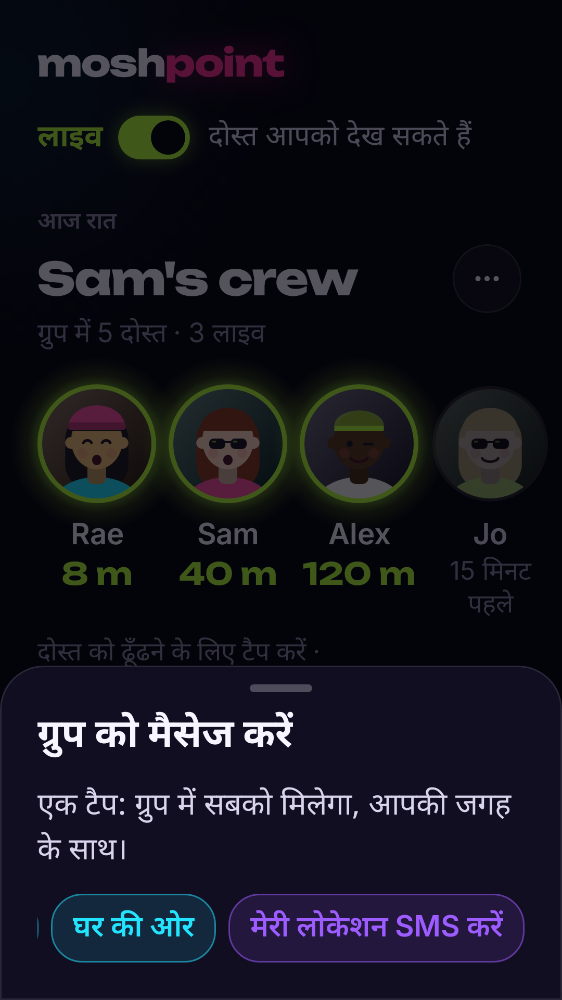 moshpoint
लाइव दोस्त आपको देख सकते हैं
आज रात
Sam's crew
ग्रुप में 5 दोस्त · 3 लाइव
Rae Sam Alex Jo
8 m 40 m 120 m 15 मिनट
पहले
दोस्त को ढूँढने के लिए टैप करें ·
ग्रुप को मैसेज करें
एक टैप: ग्रुप में सबको मिलेगा, आपकी जगह
के साथ।
घर की ओर मेरी लोकेशन SMS करें